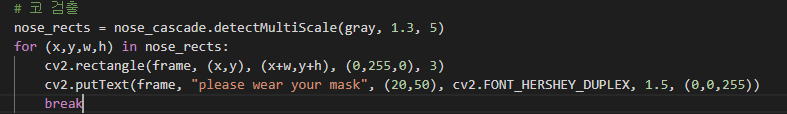 # 코 검출
nose_rects = nose_cascade.detectMultiScale(gray, 1.3, 5)
for (x,y,w,h) in nose_rects:
    cv2.rectangle(frame, (x,y), (x+w,y+h), (0,255,0), 3)
    cv2.putText(frame, "please wear your mask", (20,50), cv2.FONT_HERSHEY_DUPLEX, 1.5, (0,0,255))
    break